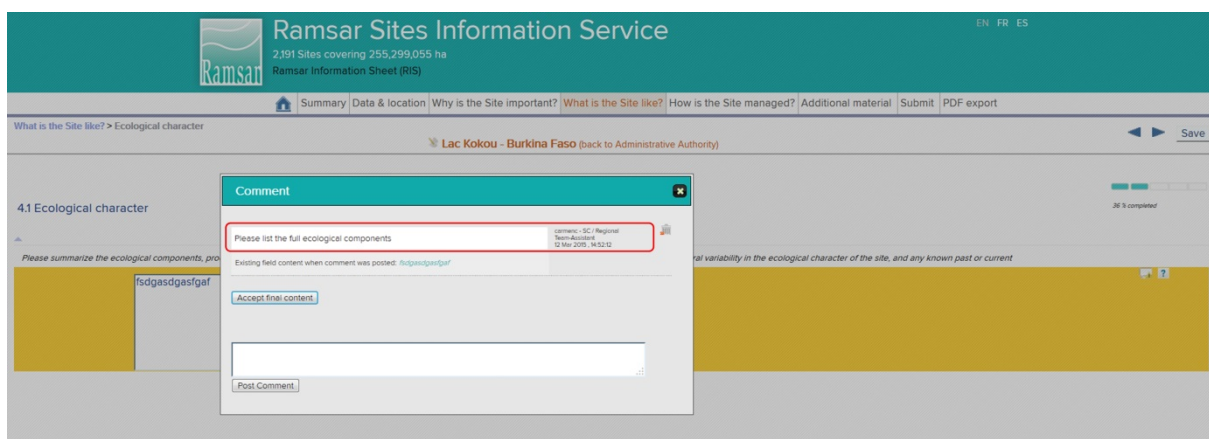 Ramsar Sites Information Service
EN FR ES
2,191 Sites covering 255,299,055 ha
Ramsar
Ramsar Information Sheet (RIS)
Summary Data & location Why is the Site important? What is the Site like? How is the Site managed? Additional material Submit PDF export
What is the Site like? > Ecological character
Lac Kokou - Burkina Faso (back to Administrative Authority)
Save
Comment
4.1 Ecological character
36 % completed
Please list the full ecological components
carmenc - SC / Regional
Team-Assistant
12 Mar 2015, 14:52:12
Please summarize the ecological components, pro
ral variability in the ecological character of the site, and any known past or current
Existing field content when comment was posted: fsdgasdgasfgaf
fsdgasdgasfgaf
?
Accept final content
Post Comment